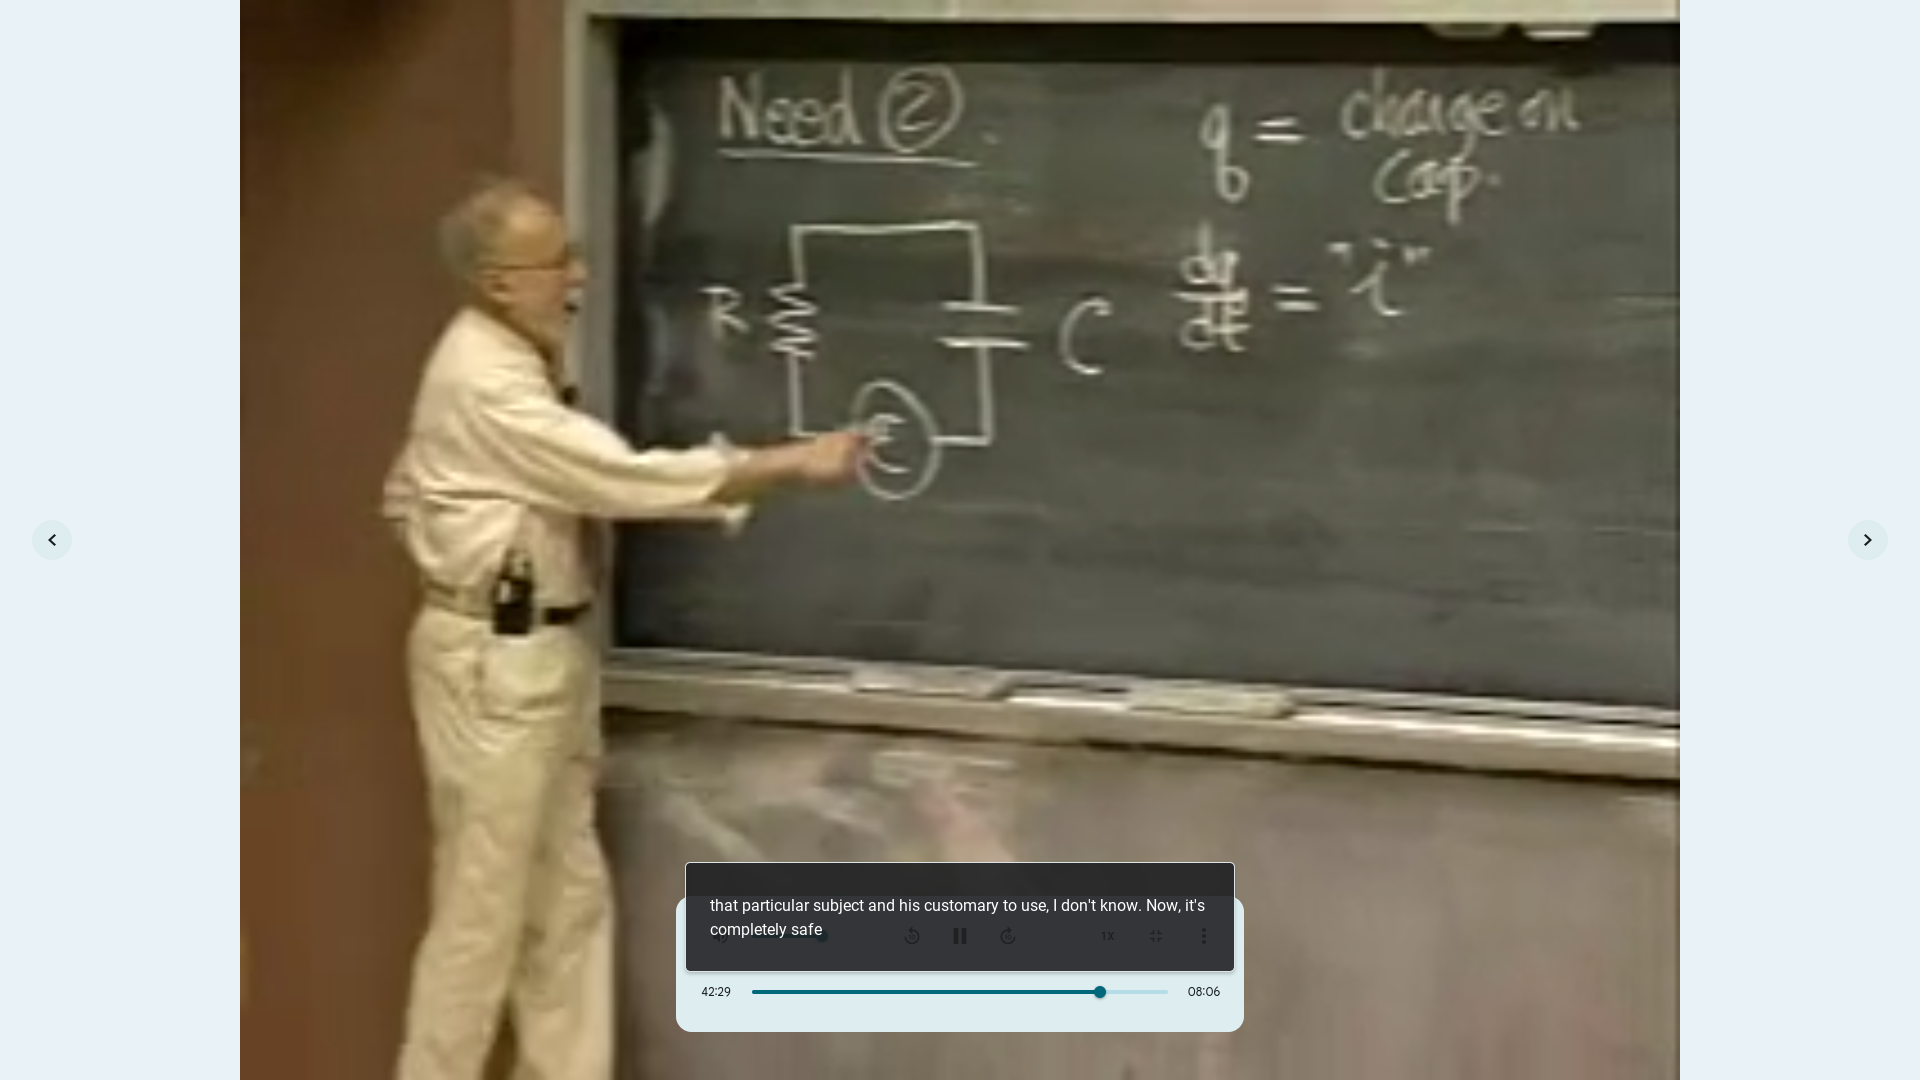 Need ②.
q = charge on
cap.
dq
dt
= "i"
R
C
E
that particular subject and his customary to use, I don't know. Now, it's
completely safe
1X
42:29
08:06